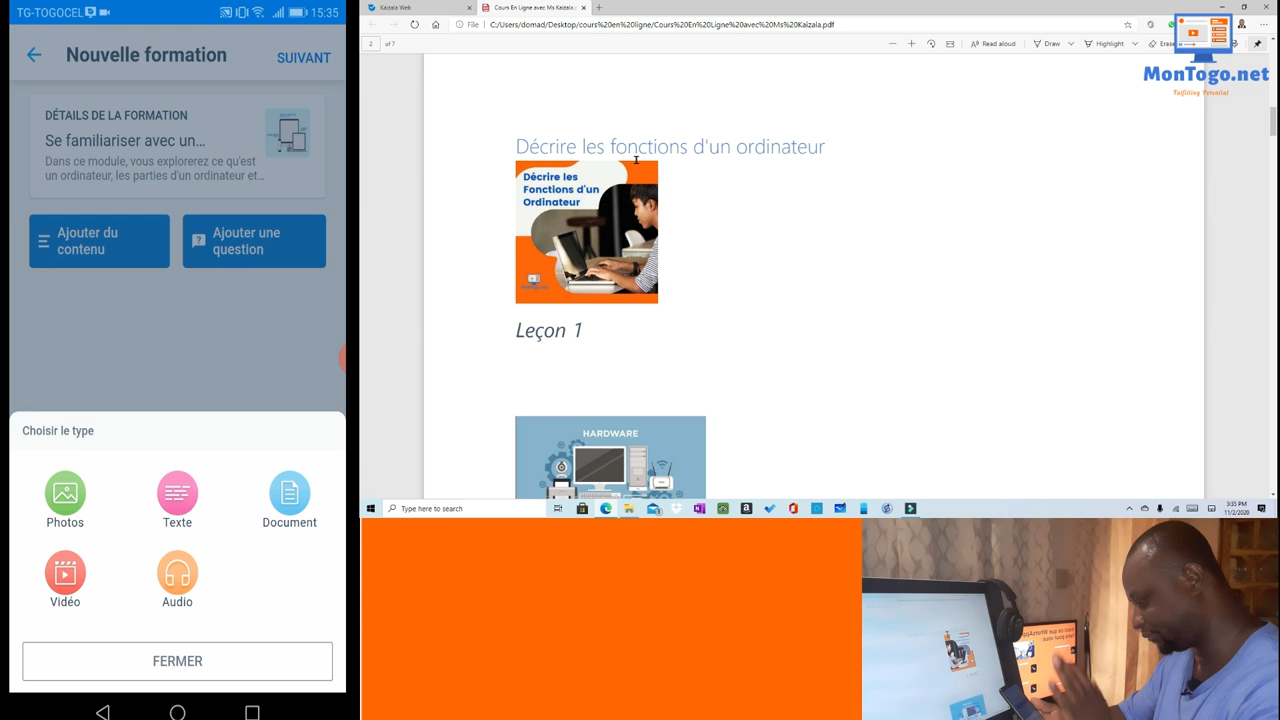 TG-TOGOCEL
15:35
Nouvelle formation
SUIVANT
DÉTAILS DE LA FORMATION
Se familiariser avec un...
Dans ce module, vous explorerez ce qu'est
un ordinateur, les parties d'un ordinateur et...
Ajouter du
contenu
Ajouter une
question
Choisir le type
Photos
Texte
Document
Vidéo
Audio
FERMER
Kaizala Web
Cours En Ligne avec Ms Kaizala.
File
C:/Users/domad/Desktop/cours%20en%20ligne/Cours%20En%20Ligne%20avec%20Ms%20Kaizala.pdf
2
of 7
Read aloud
Draw
Highlight
Erase
MonTogo.net
Fulfilling Potential
Décrire les fonctions d'un ordinateur
Décrire les
Fonctions d'un
Ordinateur
Leçon 1
HARDWARE
Type here to search
3:35 PM
11/2/2020